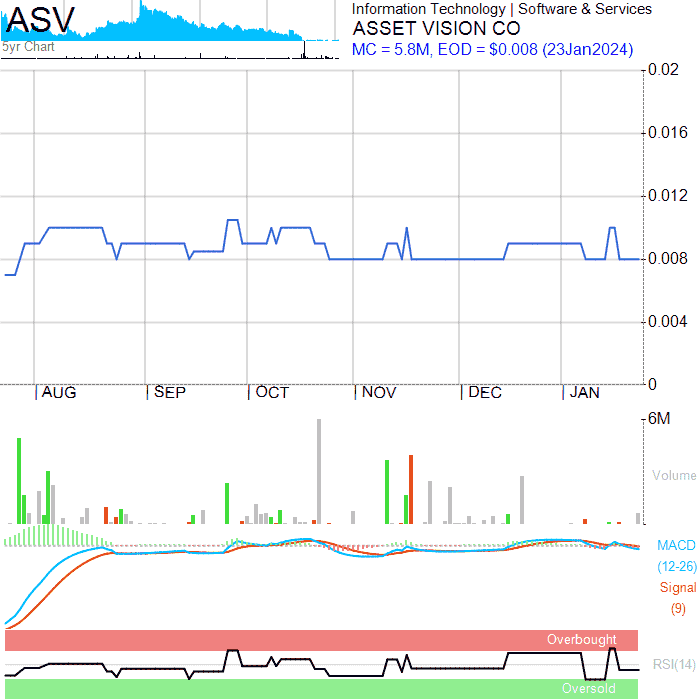 ASV
5yr Chart
Information Technology | Software & Services
ASSET VISION CO
MC = 5.8M, EOD = $0.008 (23Jan2024)
0.02
0.016
0.012
0.008
0.004
0
AUG SEP OCT NOV DEC JAN
6M
Volume
MACD
(12-26)
Signal
(9)
Overbought
RSI(14)
Oversold